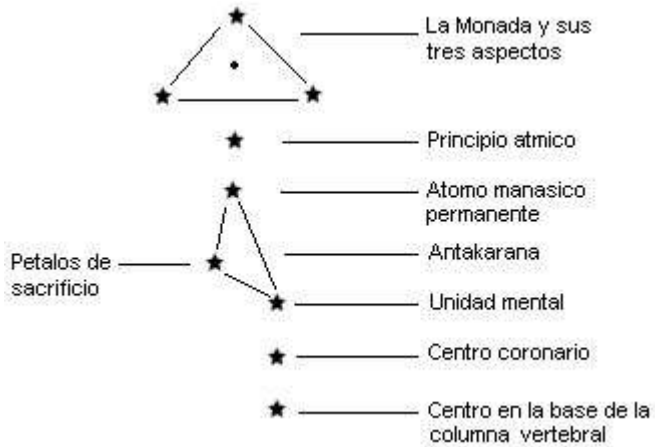 La Monada y sus
tres aspectos
Principio atmico
Atomo manasico
permanente
Antakarana
Petalos de
sacrificio
Unidad mental
Centro coronario
Centro en la base de la
columna vertebral